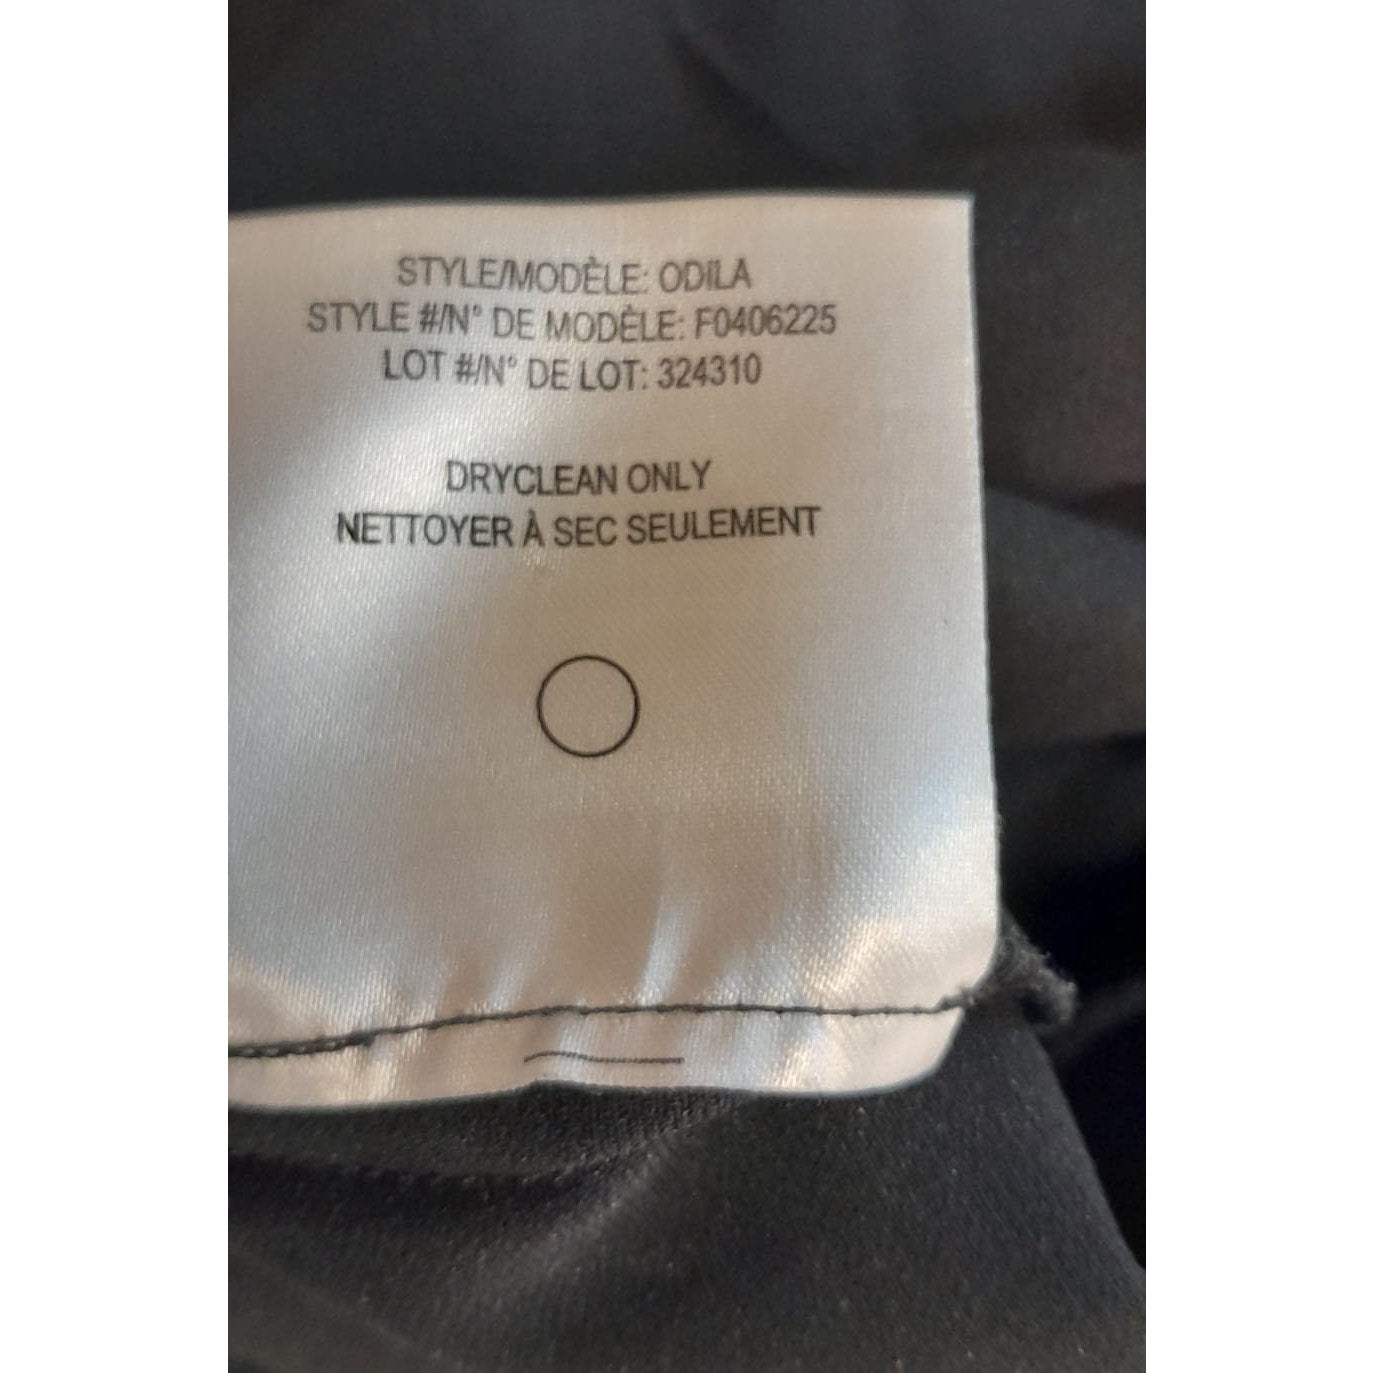 STYLE/MODÈLE: ODILA
STYLE #/N° DE MODÈLE: F0406225
LOT #/N° DE LOT: 324310
DRYCLEAN ONLY
NETTOYER À SEC SEULEMENT